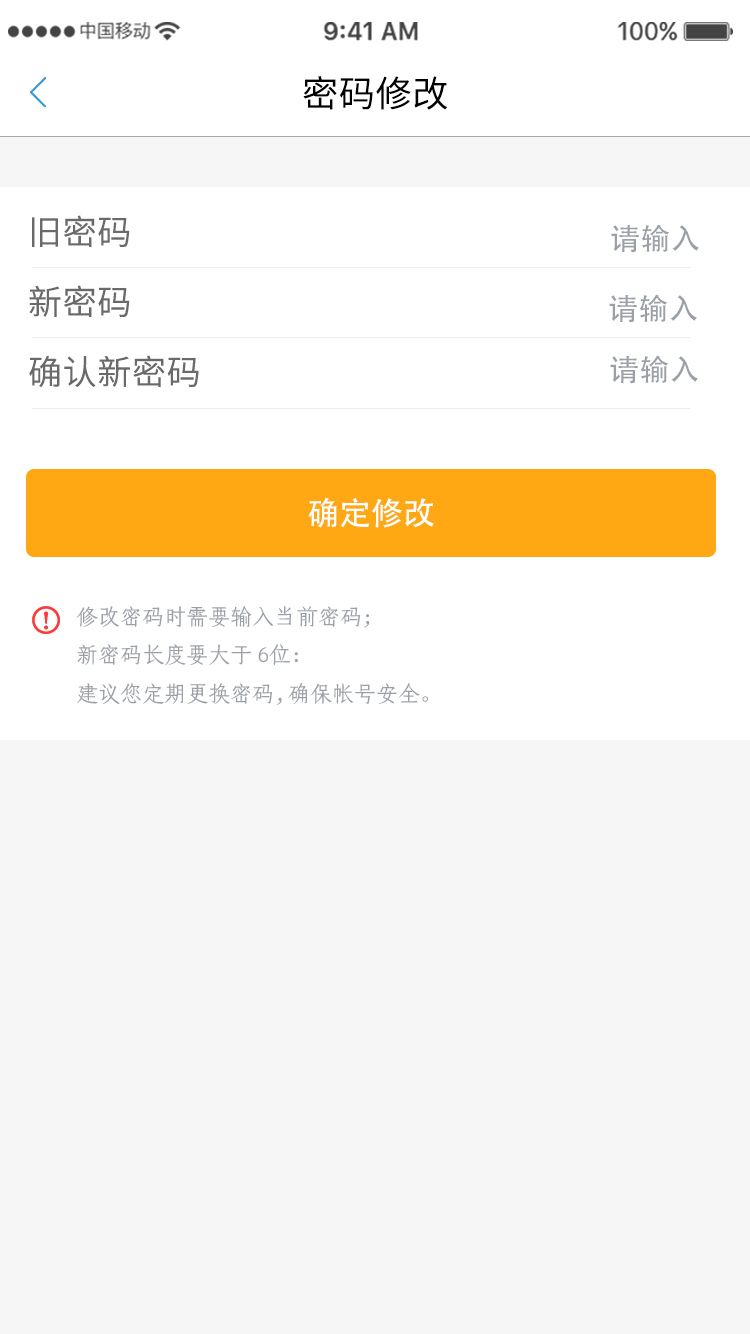 中国移动 9:41 AM 100%
密码修改
旧密码 请输入
新密码 请输入
确认新密码 请输入
确定修改
修改密码时需要输入当前密码;
新密码长度要大于 6位:
建议您定期更换密码,确保帐号安全。